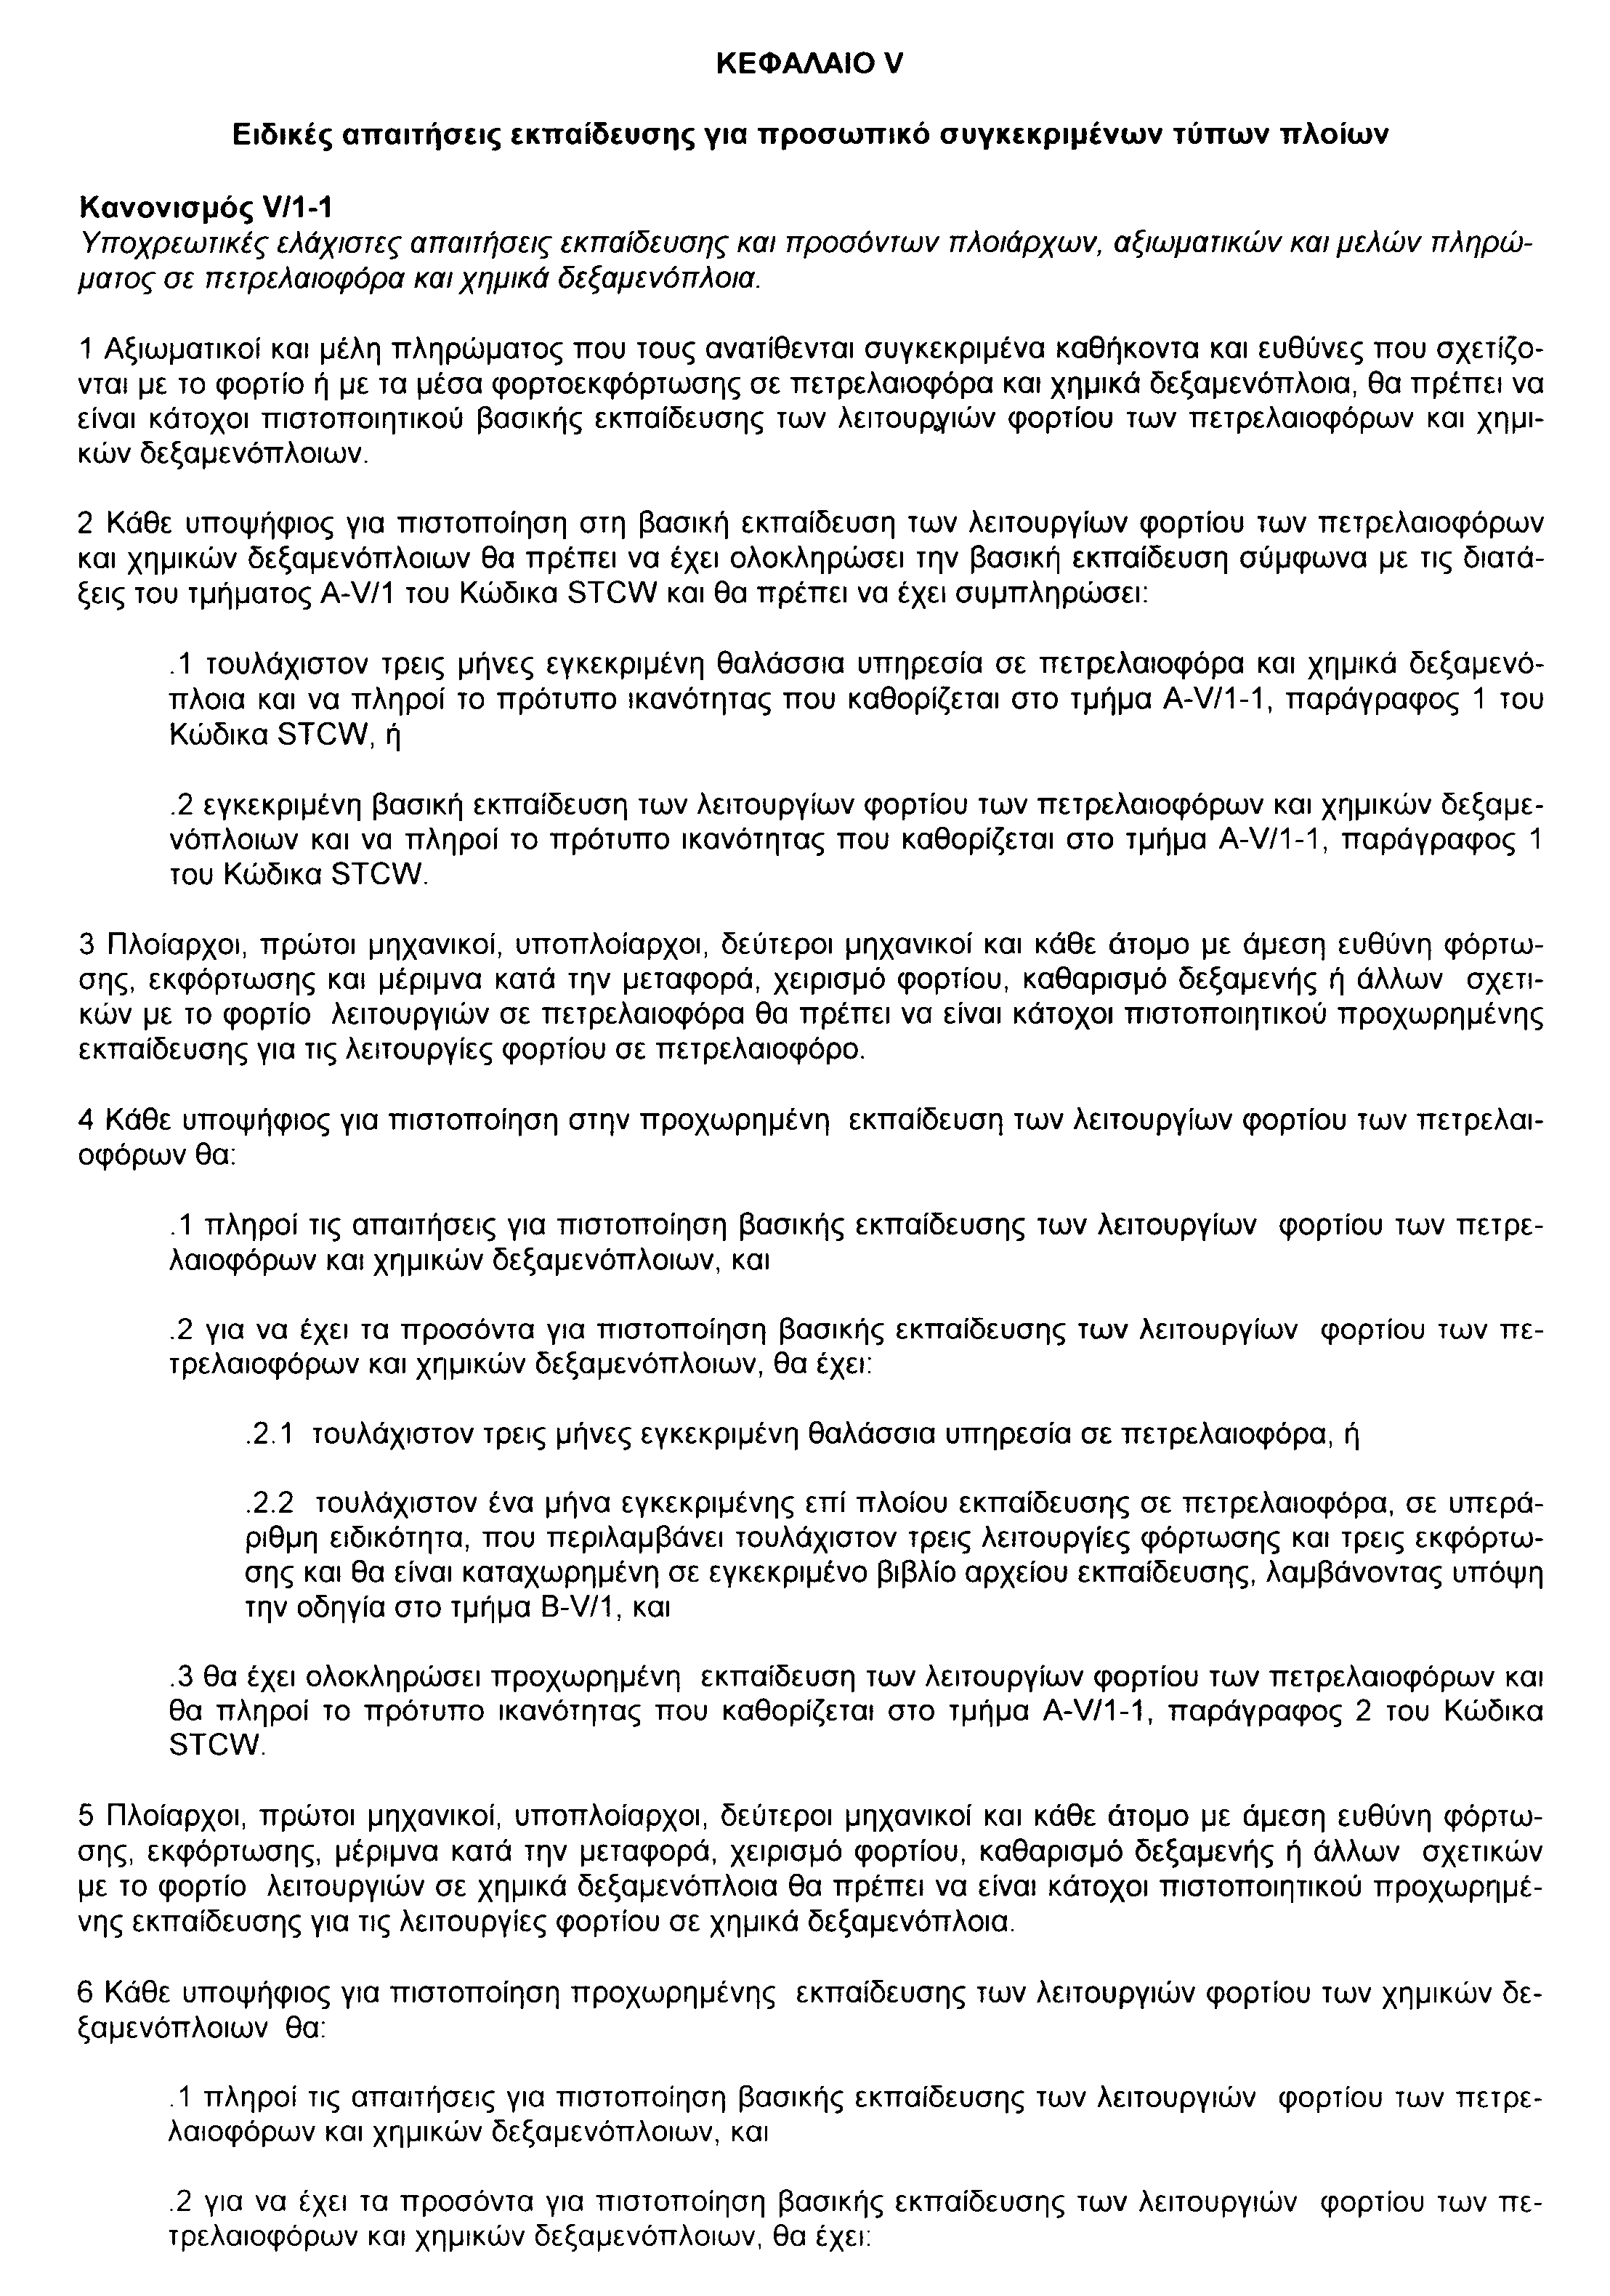 ΚΕΦΑΛΑΙΟ V
Ειδικές απαιτήσεις εκπαίδευσης για προσωπικό συγκεκριμένων τύπων πλοίων
Κανονισμός V/1-1
Υποχρεωτικές ελάχιστες απαιτήσεις εκπαίδευσης και προσόντων πλοιάρχων, αξιωματικών και μελών πληρώ-
ματος σε πετρελαιοφόρα και χημικά δεξαμενόπλοια.
1 Αξιωματικοί και μέλη πληρώματος που τους ανατίθενται συγκεκριμένα καθήκοντα και ευθύνες που σχετίζο-
νται με το φορτίο ή με τα μέσα φορτοεκφόρτωσης σε πετρελαιοφόρα και χημικά δεξαμενόπλοια, θα πρέπει να
είναι κάτοχοι πιστοποιητικού βασικής εκπαίδευσης των λειτουργιών φορτίου των πετρελαιοφόρων και χημι-
κών δεξαμενόπλοιων.
2 Κάθε υποψήφιος για πιστοποίηση στη βασική εκπαίδευση των λειτουργίων φορτίου των πετρελαιοφόρων
και χημικών δεξαμενόπλοιων θα πρέπει να έχει ολοκληρώσει την βασική εκπαίδευση σύμφωνα με τις διατά-
ξεις του τμήματος Α-V/1 του Κώδικα STCW και θα πρέπει να έχει συμπληρώσει:
.1 τουλάχιστον τρεις μήνες εγκεκριμένη θαλάσσια υπηρεσία σε πετρελαιοφόρα και χημικά δεξαμενό-
πλοια και να πληροί το πρότυπο ικανότητας που καθορίζεται στο τμήμα Α-V/1-1, παράγραφος 1 του
Κώδικα STCW, ή
.2 εγκεκριμένη βασική εκπαίδευση των λειτουργίων φορτίου των πετρελαιοφόρων και χημικών δεξαμε-
νόπλοιων και να πληροί το πρότυπο ικανότητας που καθορίζεται στο τμήμα Α-V/1-1, παράγραφος 1
του Κώδικα STCW.
3 Πλοίαρχοι, πρώτοι μηχανικοί, υποπλοίαρχοι, δεύτεροι μηχανικοί και κάθε άτομο με άμεση ευθύνη φόρτω-
σης, εκφόρτωσης και μέριμνα κατά την μεταφορά, χειρισμό φορτίου, καθαρισμό δεξαμενής ή άλλων σχετι-
κών με το φορτίο λειτουργιών σε πετρελαιοφόρα θα πρέπει να είναι κάτοχοι πιστοποιητικού προχωρημένης
εκπαίδευσης για τις λειτουργίες φορτίου σε πετρελαιοφόρο.
4 Κάθε υποψήφιος για πιστοποίηση στην προχωρημένη εκπαίδευση των λειτουργίων φορτίου των πετρελαι-
οφόρων θα:
.1 πληροί τις απαιτήσεις για πιστοποίηση βασικής εκπαίδευσης των λειτουργίων φορτίου των πετρε-
λαιοφόρων και χημικών δεξαμενόπλοιων, και
.2 για να έχει τα προσόντα για πιστοποίηση βασικής εκπαίδευσης των λειτουργίων φορτίου των πε-
τρελαιοφόρων και χημικών δεξαμενόπλοιων, θα έχει:
.2.1 τουλάχιστον τρεις μήνες εγκεκριμένη θαλάσσια υπηρεσία σε πετρελαιοφόρα, ή
.2.2 τουλάχιστον ένα μήνα εγκεκριμένης επί πλοίου εκπαίδευσης σε πετρελαιοφόρα, σε υπερά-
ριθμη ειδικότητα, που περιλαμβάνει τουλάχιστον τρεις λειτουργίες φόρτωσης και τρεις εκφόρτω-
σης και θα είναι καταχωρημένη σε εγκεκριμένο βιβλίο αρχείου εκπαίδευσης, λαμβάνοντας υπόψη
την οδηγία στο τμήμα Β-V/1, και
.3 θα έχει ολοκληρώσει προχωρημένη εκπαίδευση των λειτουργίων φορτίου των πετρελαιοφόρων και
θα πληροί το πρότυπο ικανότητας που καθορίζεται στο τμήμα Α-V/1-1, παράγραφος 2 του Κώδικα
STCW.
5 Πλοίαρχοι, πρώτοι μηχανικοί, υποπλοίαρχοι, δεύτεροι μηχανικοί και κάθε άτομο με άμεση ευθύνη φόρτω-
σης, εκφόρτωσης, μέριμνα κατά την μεταφορά, χειρισμό φορτίου, καθαρισμό δεξαμενής ή άλλων σχετικών
με το φορτίο λειτουργιών σε χημικά δεξαμενόπλοια θα πρέπει να είναι κάτοχοι πιστοποιητικού προχωρημέ-
νης εκπαίδευσης για τις λειτουργίες φορτίου σε χημικά δεξαμενόπλοια.
6 Κάθε υποψήφιος για πιστοποίηση προχωρημένης εκπαίδευσης των λειτουργιών φορτίου των χημικών δε-
ξαμενόπλοιων θα:
.1 πληροί τις απαιτήσεις για πιστοποίηση βασικής εκπαίδευσης των λειτουργιών φορτίου των πετρε-
λαιοφόρων και χημικών δεξαμενόπλοιων, και
.2 για να έχει τα προσόντα για πιστοποίηση βασικής εκπαίδευσης των λειτουργιών φορτίου των πε-
τρελαιοφόρων και χημικών δεξαμενόπλοιων, θα έχει: